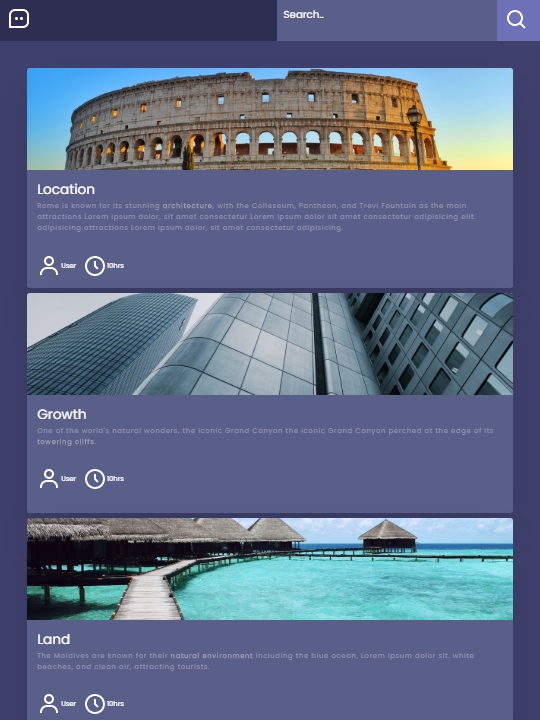 Search..
Location
Rome is known for its stunning architecture, with the Colliseum, Pantheon, and Trevi Fountain as the main
attractions Lorem ipsum dolor, sit amet consectetur Lorem ipsum dolor sit amet consectetur adipisicing elit.
adipisicing.attractions Lorem ipsum dolor, sit amet consectetur adipisicing.
User 10hrs
Growth
One of the world's natural wonders, the iconic Grand Canyon the iconic Grand Canyon perched at the edge of its
towering cliffs.
User 10hrs
Land
The Moldives are known for their natural environment including the blue ocean, Lorem ipsum dolor sit. white
beaches, and clean air, attracting tourists.
User 10hrs